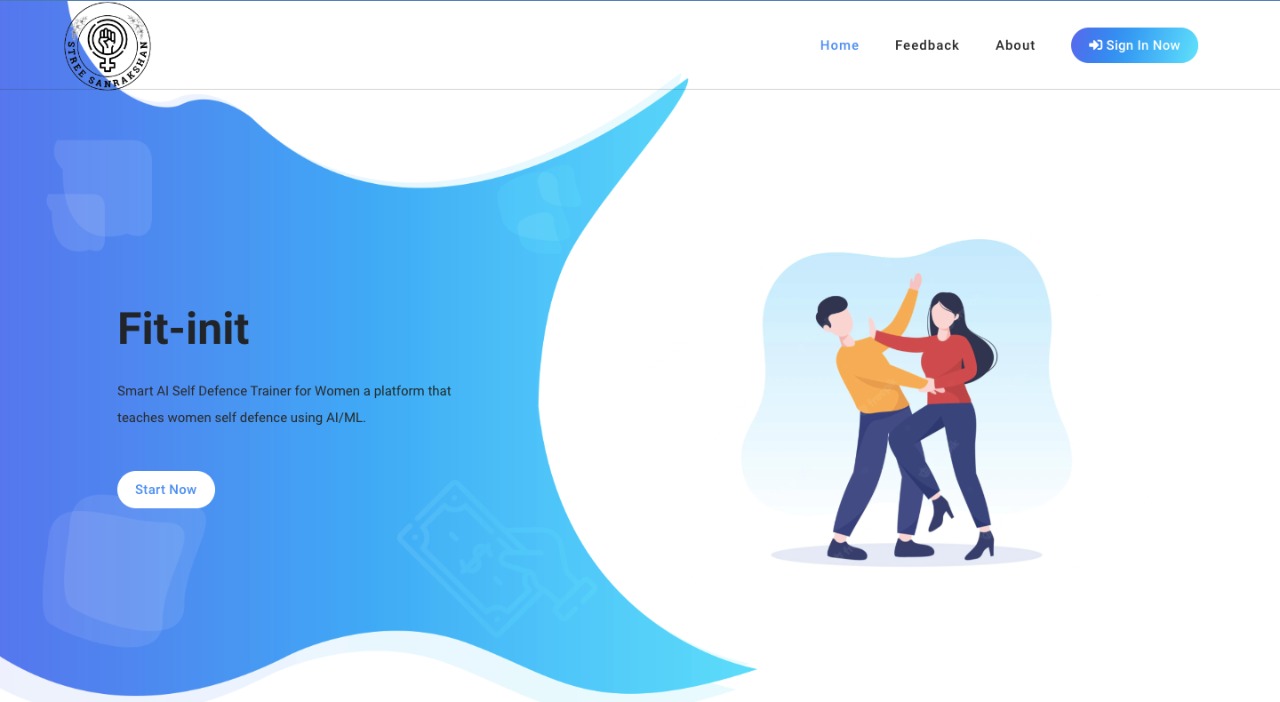 STREE SANRAKSHAN
Home
Feedback
About
Sign In Now
Fit-init
Smart AI Self Defence Trainer for Women a platform that
teaches women self defence using AI/ML.
Start Now